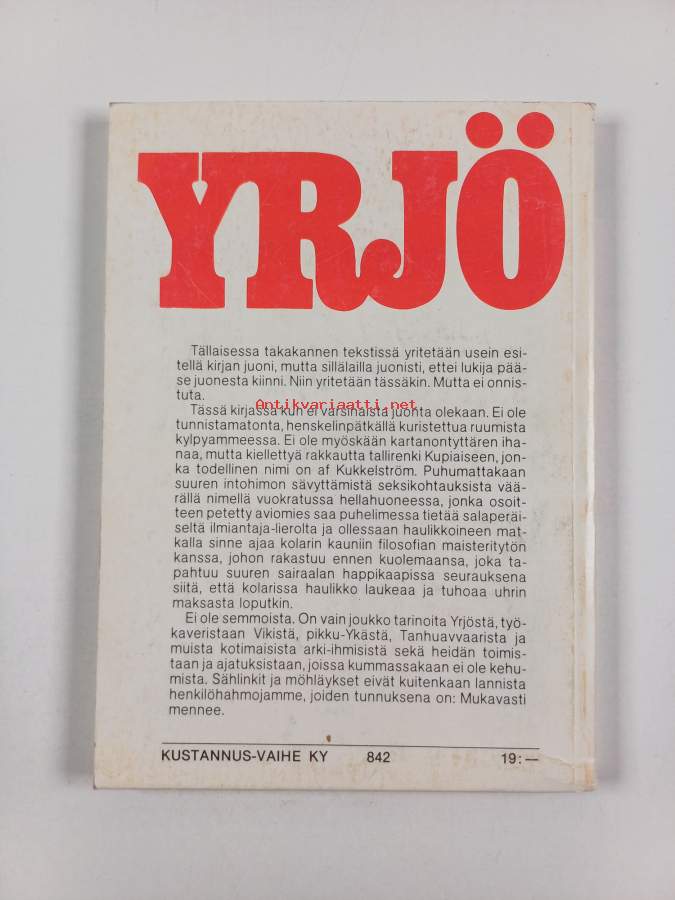 YRJÖ
Tällaisessa takakannen tekstissä yritetään usein esi-
tellä kirjan juoni, mutta sillälailla juonisti, ettei lukija pää-
se juonesta kiinni. Niin yritetään tässäkin. Mutta ei onnis-
tuta.
Antikvariaatti.net
Tässä kirjassa kun ei varsinaista juonta olekaan. Ei ole
tunnistamatonta, henskelinpätkällä kuristettua ruumista
kylpyammeessa. Ei ole myöskään kartanontyttären iha-
naa, mutta kiellettyä rakkautta tallirenki Kupiaiseen, jon-
ka todellinen nimi on af Kukkelström. Puhumattakaan
suuren intohimon sävyttämistä seksikohtauksista vää-
rällä nimellä vuokratussa hellahuoneessa, jonka osoit-
teen petetty aviomies saa puhelimessa tietää salaperäi-
seltä ilmiantaja-lierolta ja ollessaan haulikkoineen mat-
kalla sinne ajaa kolarin kauniin filosofian maisteritytön
kanssa, johon rakastuu ennen kuolemaansa, joka ta-
pahtuu suuren sairaalan happikaapissa seurauksena
siitä, että kolarissa haulikko laukeaa ja tuhoaa uhrin
maksasta loputkin.
Ei ole semmoista. On vain joukko tarinoita Yrjöstä, työ-
kaveristaan Vikistä, pikku-Ykästä, Tanhuavvaarista ja
muista kotimaisista arki-ihmisistä sekä heidän toimis-
taan ja ajatuksistaan, joissa kummassakaan ei ole kehu-
mista. Sählinkit ja möhläykset eivät kuitenkaan lannista
henkilöhahmojamme, joiden tunnuksena on: Mukavasti
mennee.
KUSTANNUS-VAIHE KY 842 19:—